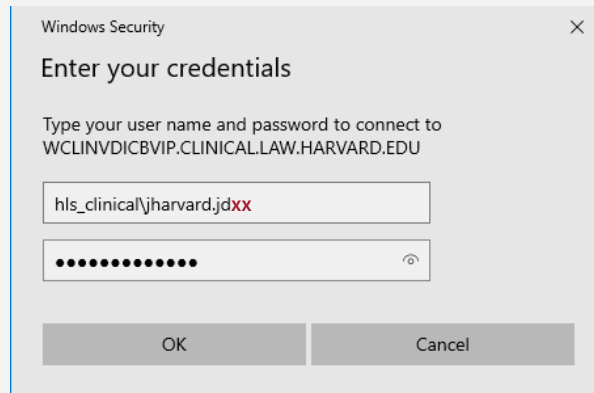 Windows Security
Enter your credentials
Type your user name and password to connect to
WCLINVDICBVIP.CLINICAL.LAW.HARVARD.EDU
hls_clinical\jharvard.jdxx
●●●●●●●●●●●●●
OK Cancel